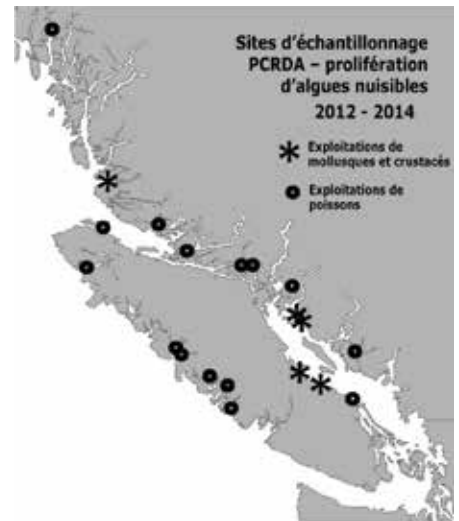 Sites d'échantillonnage
PCRDA – prolifération
d'algues nuisibles
2012 - 2014
Exploitations de
mollusques et crustacés
Exploitations de
poissons